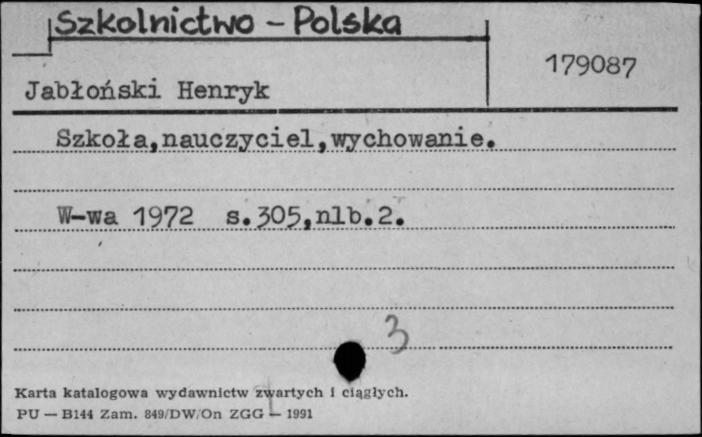 Szkolnictwo - Polska
179087
Jabłoński Henryk
Szkoła,nauczyciel,wychowanie.
W-wa 1972 s.305,nlb.2.
3
Karta katalogowa wydawnictw zwartych i ciągłych.
PU — B144 Zam. 849/DW/On ZGG — 1991